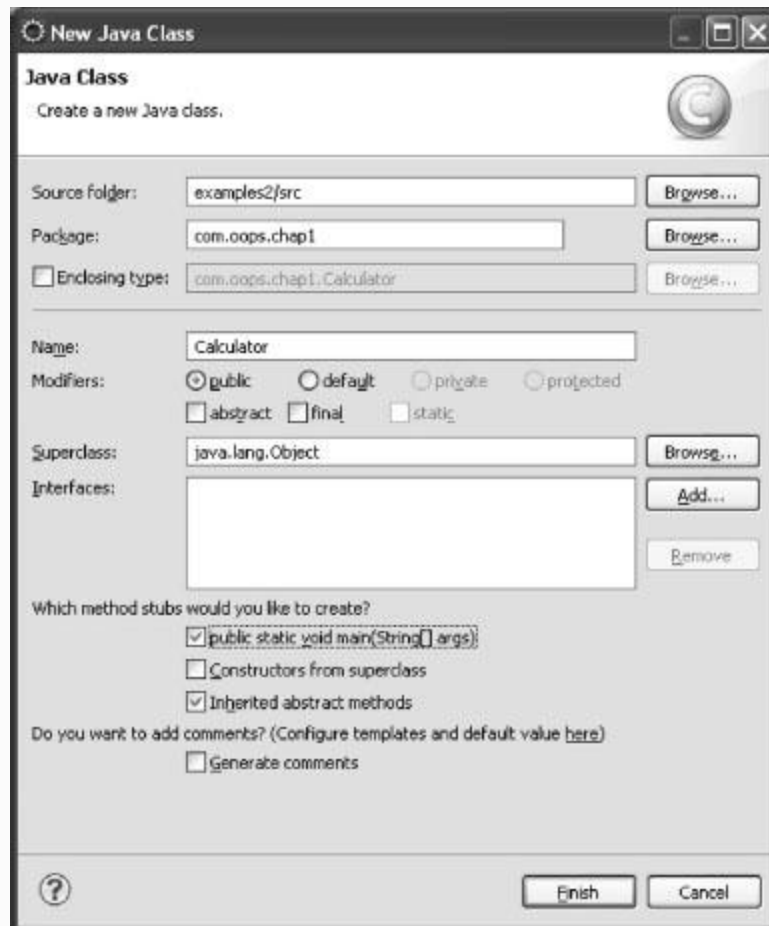 New Java Class
Java Class
Create a new Java class.
Source folder: examples2/src Browse...
Package: com.oops.chap1 Browse...
Enclosing type: com.oops.chap1.Calculator Browse...
Name: Calculator
Modifiers: public default private protected
abstract final static
Superclass: java.lang.Object Browse...
Interfaces: Add...
Remove
Which method stubs would you like to create?
public static void main(String[] args)
Constructors from superclass
Inherited abstract methods
Do you want to add comments? (Configure templates and default value here)
Generate comments
? Finish Cancel